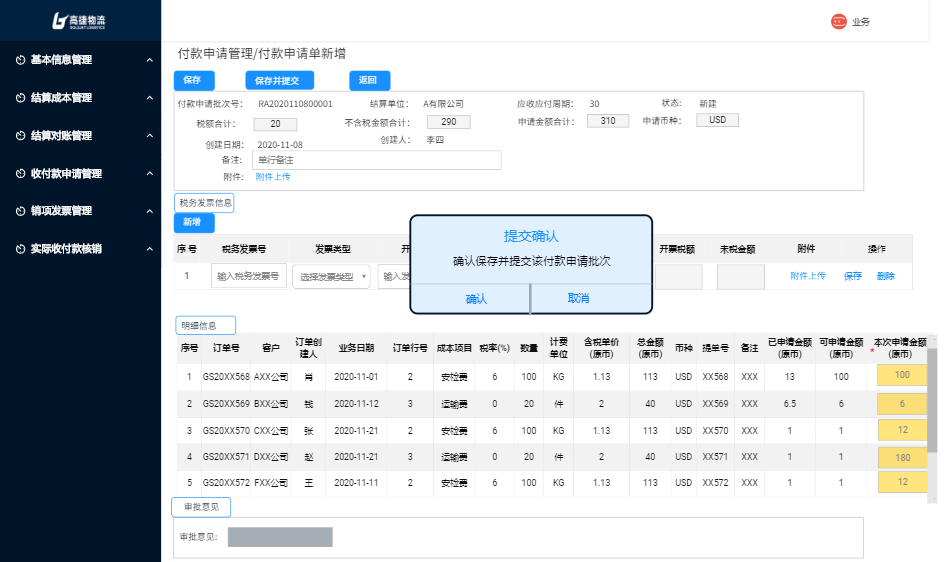 高捷物流
GOLDJET LOGISTICS
业务
基本信息管理
结算成本管理
结算对账管理
收付款申请管理
销项发票管理
实际收付款核销
付款申请管理/付款申请单新增
保存 保存并提交 返回
付款申请批次号: RA2020110800001 结算单位: A有限公司 应收应付周期: 30 状态: 新建
税额合计: 20 不含税金额合计: 290 申请金额合计: 310 申请币种: USD
创建日期: 2020-11-08 创建人: 李四
备注: 单行备注
附件: 附件上传
税务发票信息
新增
序号 税务发票号 发票类型 开 开票税额 未税金额 附件 操作
1 输入税务发票号 选择发票类型 输入发 附件上传 保存 删除
提交确认
确认保存并提交该付款申请批次
确认 取消
明细信息
序号 订单号 客户 订单创建人 业务日期 订单行号 成本项目 税率(%) 数量 计费单位 含税单价(原币) 总金额(原币) 币种 提单号 备注 已申请金额(原币) 可申请金额(原币) *本次申请金额(原币)
1 GS20XX568 AXX公司 肖 2020-11-01 2 安检费 6 100 KG 1.13 113 USD XX568 XXX 13 100 100
2 GS20XX569 BXX公司 钱 2020-11-12 3 运输费 0 20 件 2 40 USD XX569 XXX 6.5 6 6
3 GS20XX570 CXX公司 张 2020-11-21 2 安检费 6 100 KG 1.13 113 USD XX570 XXX 1 1 12
4 GS20XX571 DXX公司 赵 2020-11-21 3 运输费 0 20 件 2 40 USD XX571 XXX 1 1 180
5 GS20XX572 FXX公司 王 2020-11-11 2 安检费 6 100 KG 1.13 113 USD XX572 XXX 1 1 12
审批意见
审批意见: